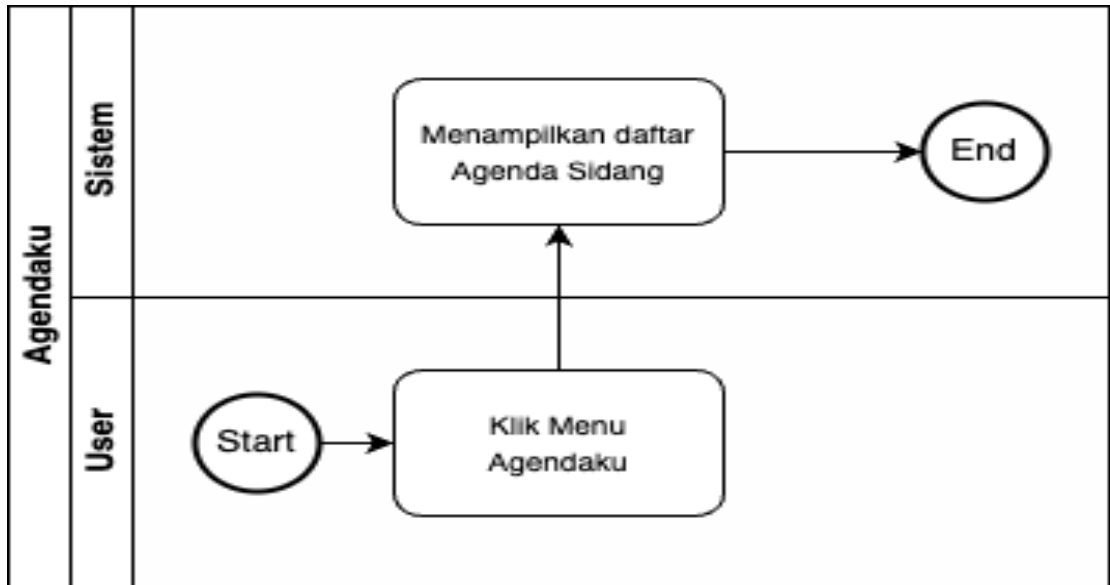 Agendaku
Sistem
Menampilkan daftar
Agenda Sidang
End
User
Start
Klik Menu
Agendaku